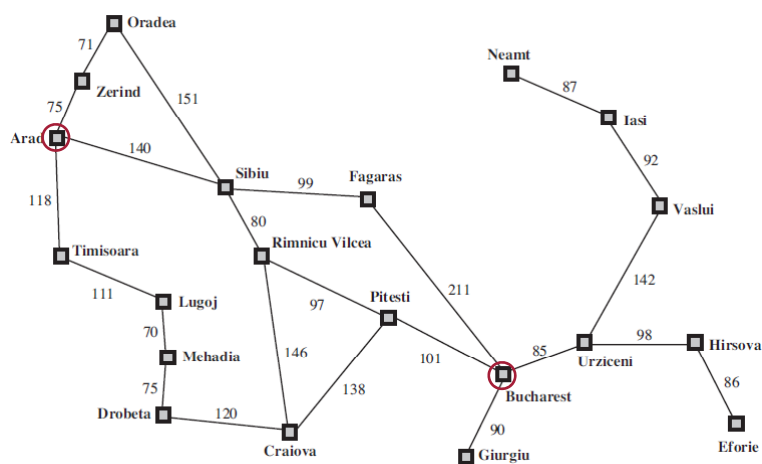 Oradea
71
Neamt
Zerind
87
75
151
Iasi
Arad
140
92
Sibiu
99
Fagaras
118
Vaslui
80
Timisoara
Rimnicu Vilcea
111
Lugoj
97
Pitesti
211
142
70
98
Hirsova
Mehadia
146
101
85
Urziceni
75
138
86
Bucharest
Drobeta
120
90
Craiova
Giurgiu
Eforie